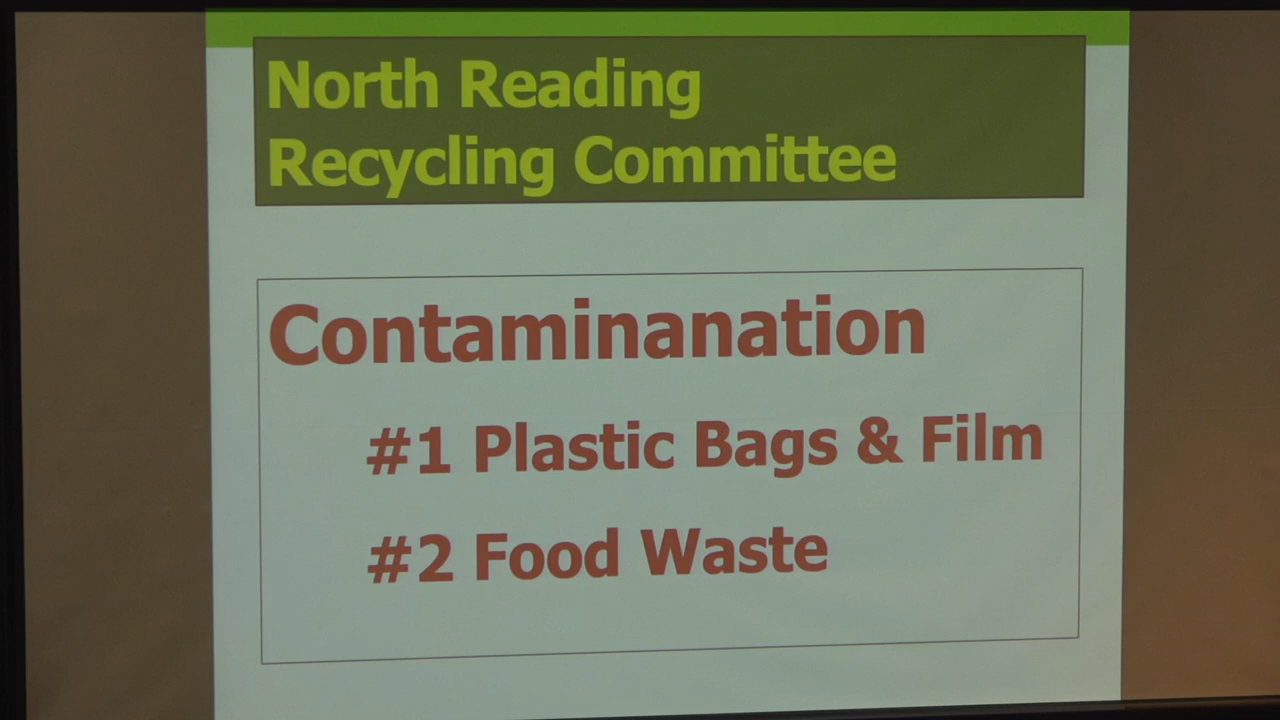 North Reading
Recycling Committee
Contaminanation
#1 Plastic Bags & Film
#2 Food Waste